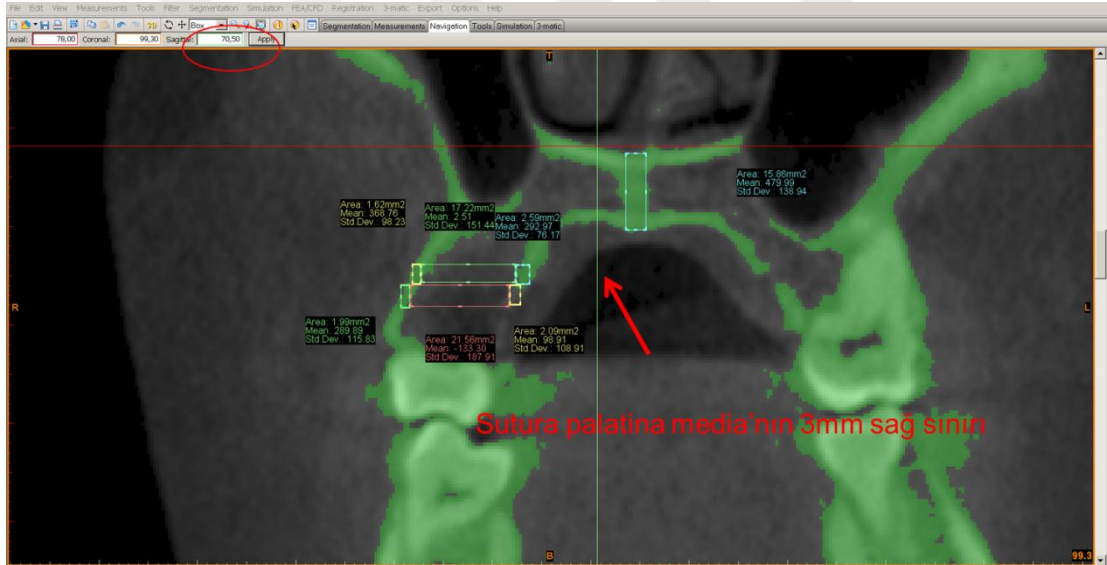 File Edit View Measurements Tools Filter Segmentation Simulation FEA/CFD Registration 3-matic Export Options Help
Box Segmentation Measurements Navigation Tools Simulation 3-matic
Axial: 78,00 Coronal: 99,30 Sagittal: 70,50 Apply
T
Area: 15.86mm2
Mean: 479.99
Std.Dev.: 138.94
Area: 1.62mm2
Mean: 368.76
Std.Dev.: 98.23
Area: 17.22mm2
Mean: 2.51
Std.Dev.: 151.44
Area: 2.59mm2
Mean: 292.97
Std.Dev.: 76.17
R
L
Area: 1.99mm2
Mean: 289.89
Std.Dev.: 115.83
Area: 21.56mm2
Mean: -133.30
Std.Dev.: 187.91
Area: 2.09mm2
Mean: 98.91
Std.Dev.: 108.91
Sutura palatina media'nın 3mm sağ sınırı
B
99.3